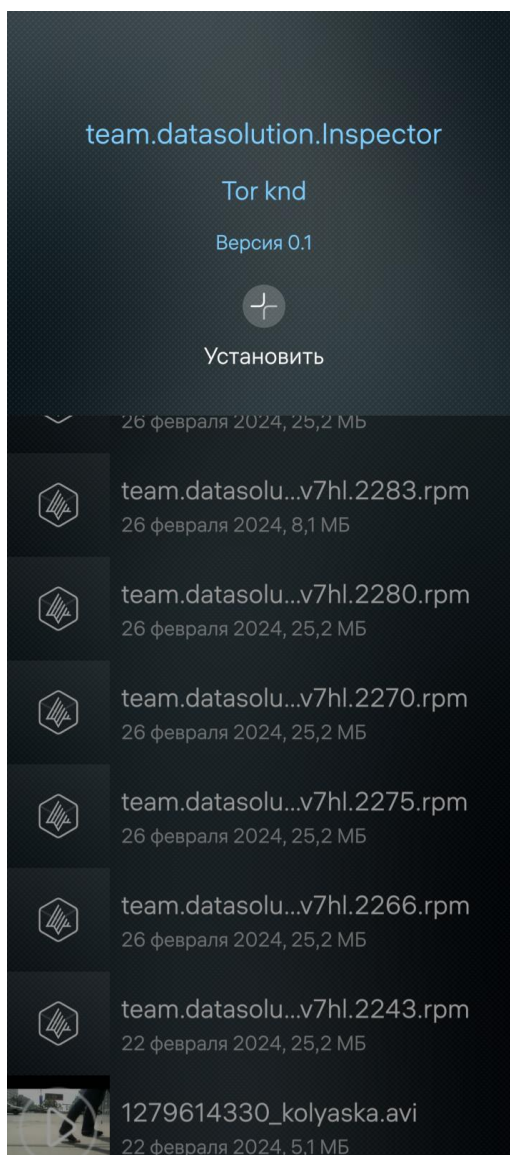 team.datasolution.Inspector
Tor knd
Версия 0.1
Установить
26 февраля 2024, 25,2 МБ
team.datasolu...v7hl.2283.rpm
26 февраля 2024, 8,1 МБ
team.datasolu...v7hl.2280.rpm
26 февраля 2024, 25,2 МБ
team.datasolu...v7hl.2270.rpm
26 февраля 2024, 25,2 МБ
team.datasolu...v7hl.2275.rpm
26 февраля 2024, 25,2 МБ
team.datasolu...v7hl.2266.rpm
26 февраля 2024, 25,2 МБ
team.datasolu...v7hl.2243.rpm
22 февраля 2024, 25,2 МБ
1279614330_kolyaska.avi
22 февраля 2024, 5,1 МБ